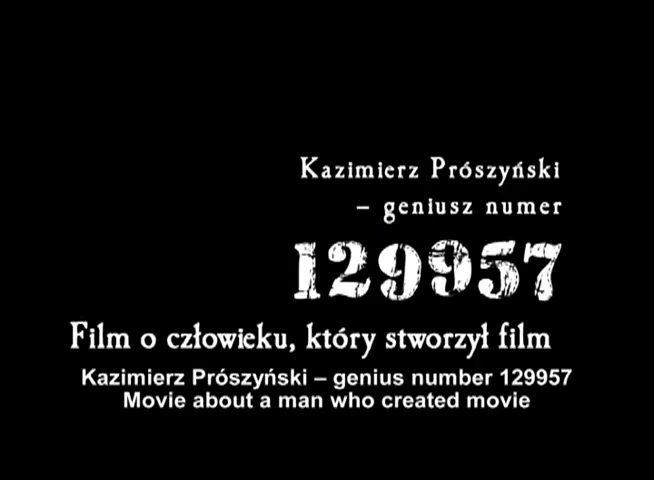 Kazimierz Prószyński
– geniusz numer
129957
Film o człowieku, który stworzył film
Kazimierz Prószyński – genius number 129957
Movie about a man who created movie